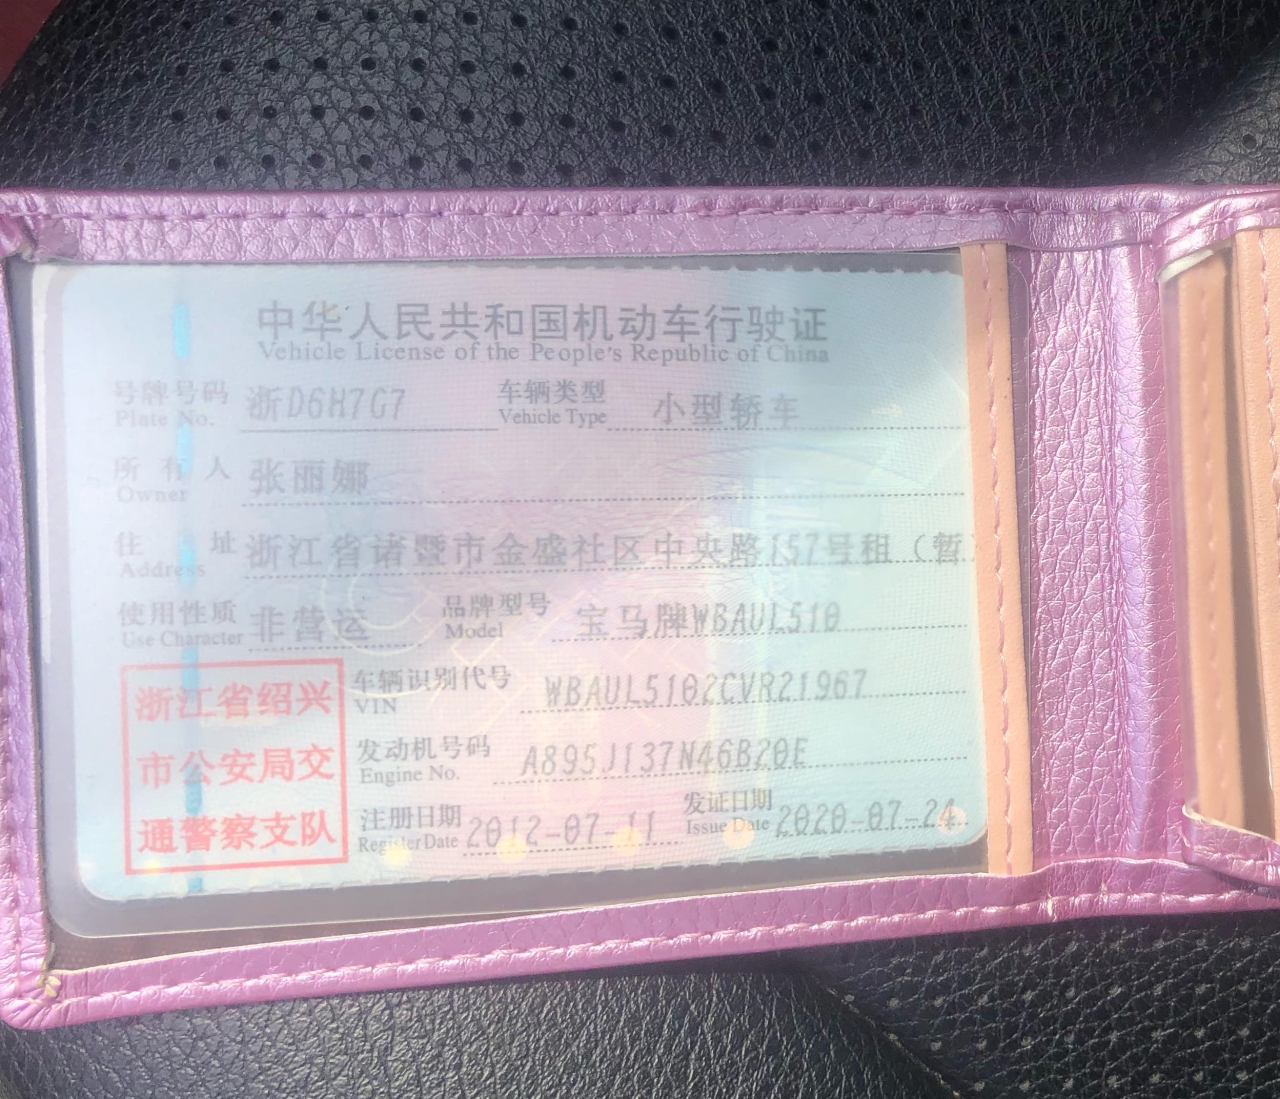 中华人民共和国机动车行驶证
Vehicle License of the People's Republic of China
号牌号码 浙D6H7G7 车辆类型 小型轿车
Plate No. Vehicle Type
所有人 张丽娜
Owner
住址 浙江省诸暨市金盛社区中央路157号租（暂
Address
使用性质 非营运 品牌型号 宝马牌WBAUL510
Use Character Model
车辆识别代号 WBAUL5102CVR21967
VIN
发动机号码 A895J137N46B20E
Engine No.
注册日期 2012-07-11 发证日期 2020-07-24
Register Date Issue Date
浙江省绍兴
市公安局交
通警察支队